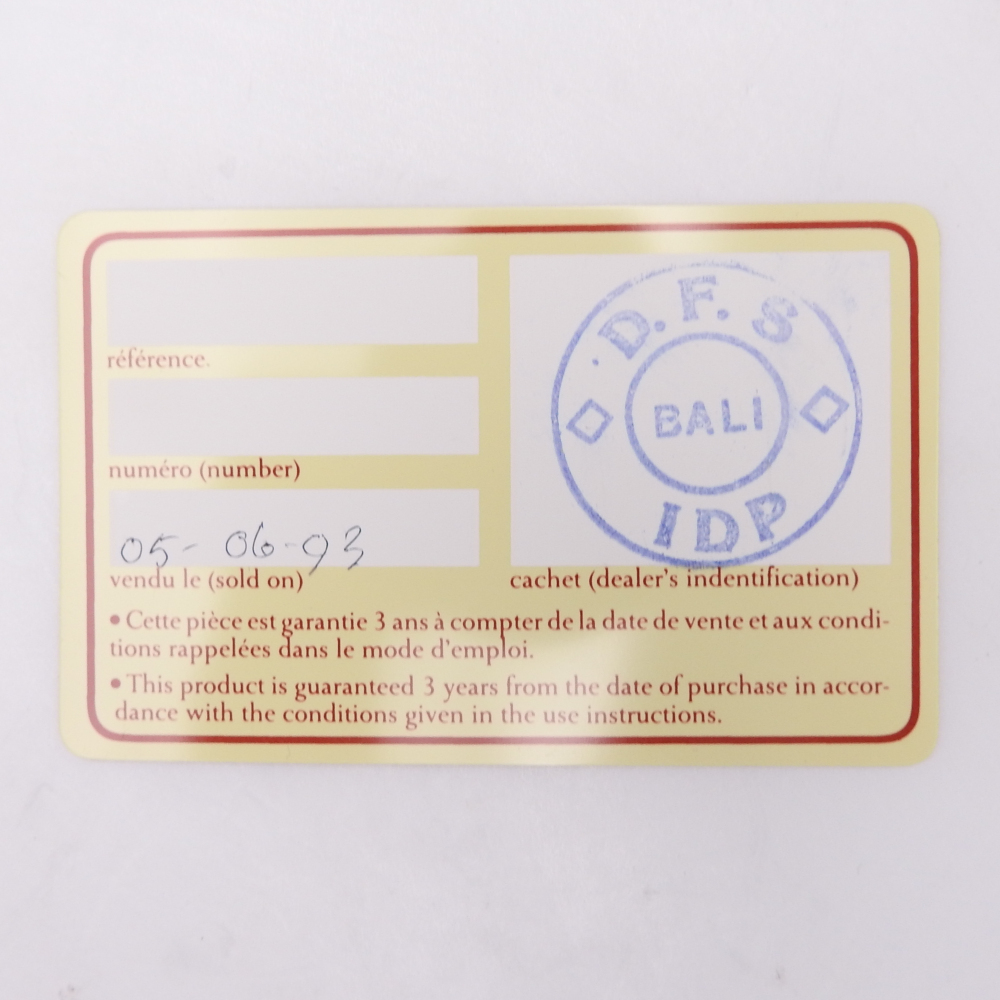 référence.
numéro (number)
05-06-93
vendu le (sold on)
D.F.S
BALI
IDP
cachet (dealer's indentification)
• Cette pièce est garantie 3 ans à compter de la date de vente et aux condi-
tions rappelées dans le mode d'emploi.
• This product is guaranteed 3 years from the date of purchase in accor-
dance with the conditions given in the use instructions.